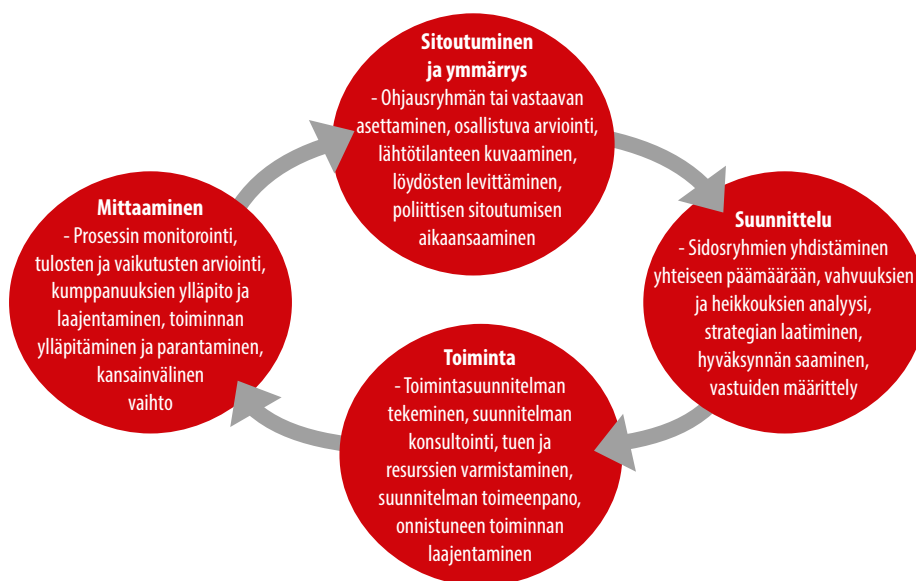 Sitoutuminen
ja ymmärrys
- Ohjausryhmän tai vastaavan
asettaminen, osallistuva arviointi,
lähtötilanteen kuvaaminen,
löydösten levittäminen,
poliittisen sitoutumisen
aikaansaaminen
Suunnittelu
- Sidosryhmien yhdistäminen
yhteiseen päämäärään, vahvuuksien
ja heikkouksien analyysi,
strategian laatiminen,
hyväksynnän saaminen,
vastuiden määrittely
Toiminta
- Toimintasuunnitelman
tekeminen, suunnitelman
konsultointi, tuen ja
resurssien varmistaminen,
suunnitelman toimeenpano,
onnistuneen toiminnan
laajentaminen
Mittaaminen
- Prosessin monitorointi,
tulosten ja vaikutusten arviointi,
kumppanuuksien ylläpito ja
laajentaminen, toiminnan
ylläpitäminen ja parantaminen,
kansainvälinen
vaihto